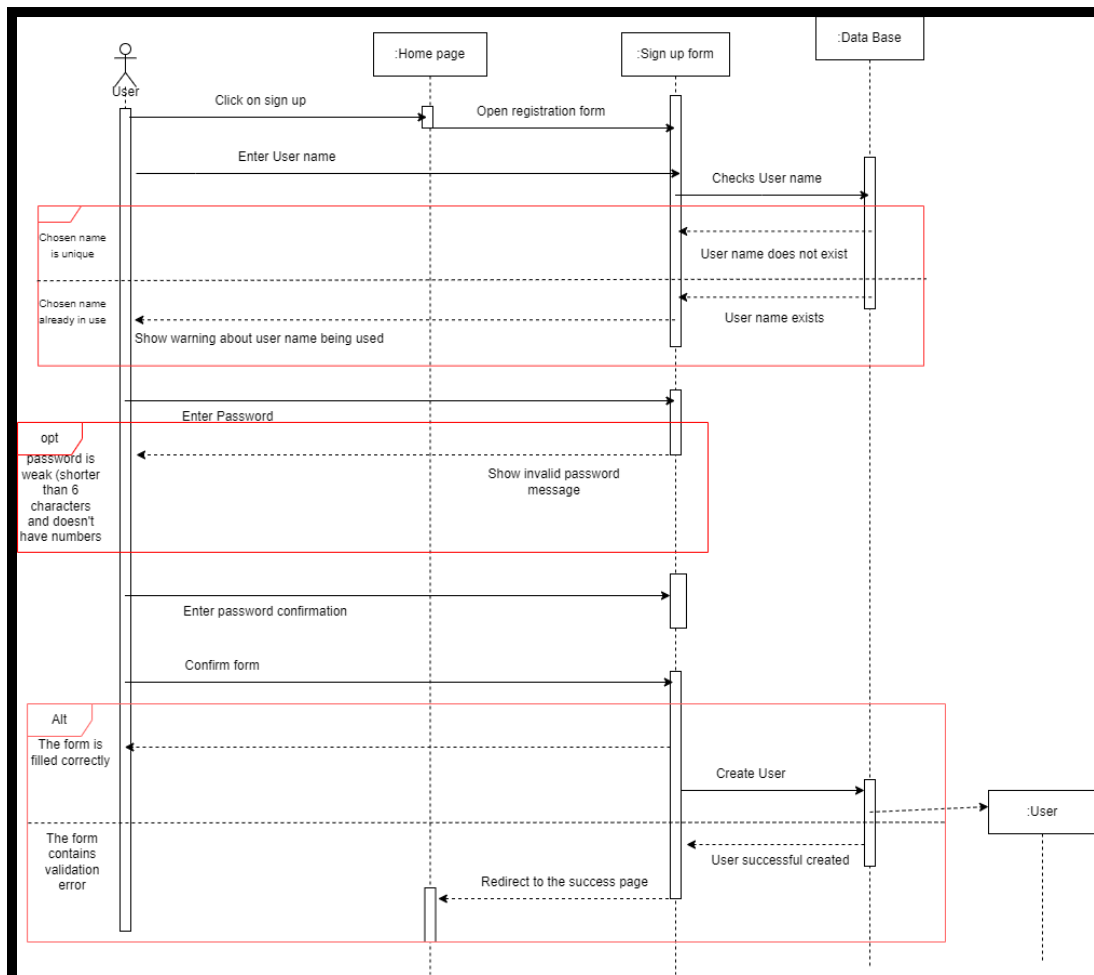 :Data Base
:Home page
:Sign up form
User
Click on sign up
Open registration form
Enter User name
Checks User name
Chosen name
is unique
User name does not exist
Chosen name
already in use
User name exists
Show warning about user name being used
Enter Password
opt
password is
weak (shorter
than 6
characters
and doesn't
have numbers
Show invalid password
message
Enter password confirmation
Confirm form
Alt
The form is
filled correctly
Create User
:User
The form
contains
validation
error
User successful created
Redirect to the success page